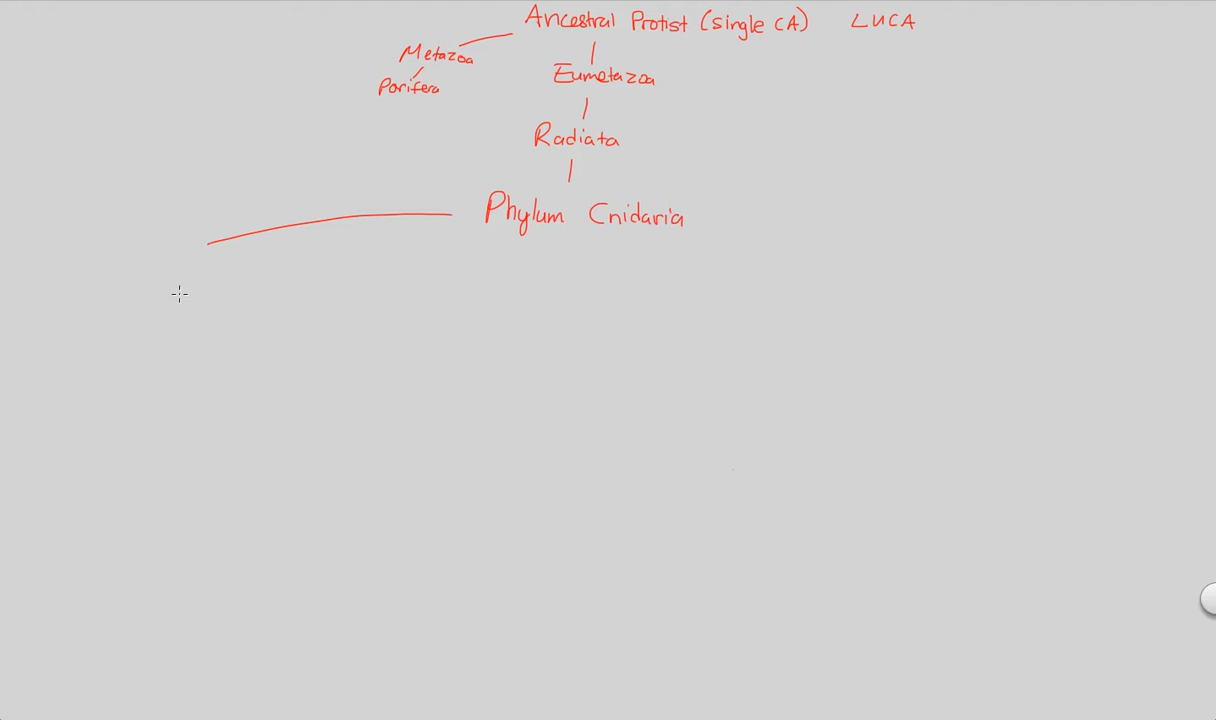 Ancestral Protist (single CA) LUCA
Metazoa
Eumetazoa
Porifera
Radiata
Phylum Cnidaria